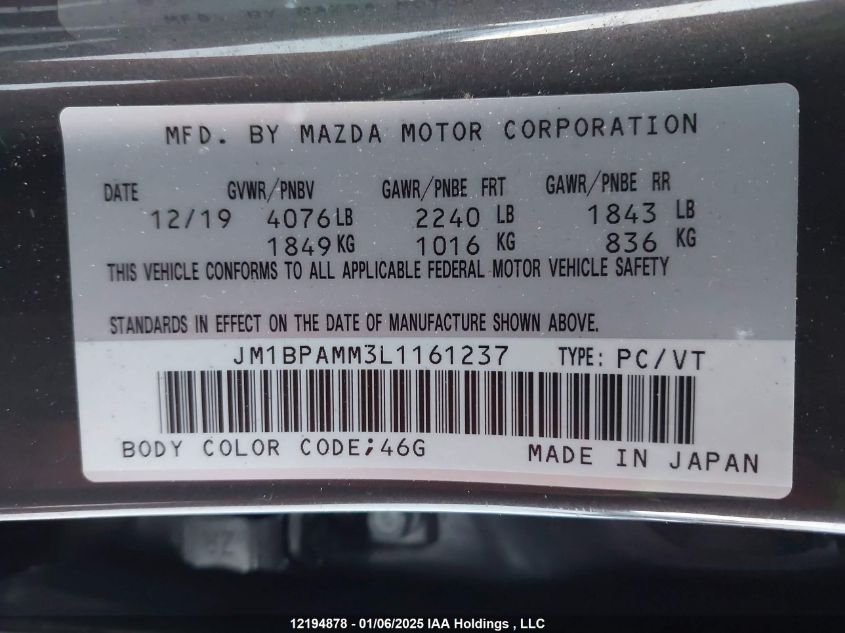 MFD. BY MAZDA MOTOR CORPORATION
DATE GVWR/PNBV GAWR/PNBE FRT GAWR/PNBE RR
12/19 4076 LB 2240 LB 1843 LB
1849 KG 1016 KG 836 KG
THIS VEHICLE CONFORMS TO ALL APPLICABLE FEDERAL MOTOR VEHICLE SAFETY
STANDARDS IN EFFECT ON THE DATE OF MANUFACTURE SHOWN ABOVE.
JM1BPAMM3L1161237 TYPE: PC/VT
BODY COLOR CODE;46G MADE IN JAPAN
12194878 - 01/06/2025 IAA Holdings , LLC